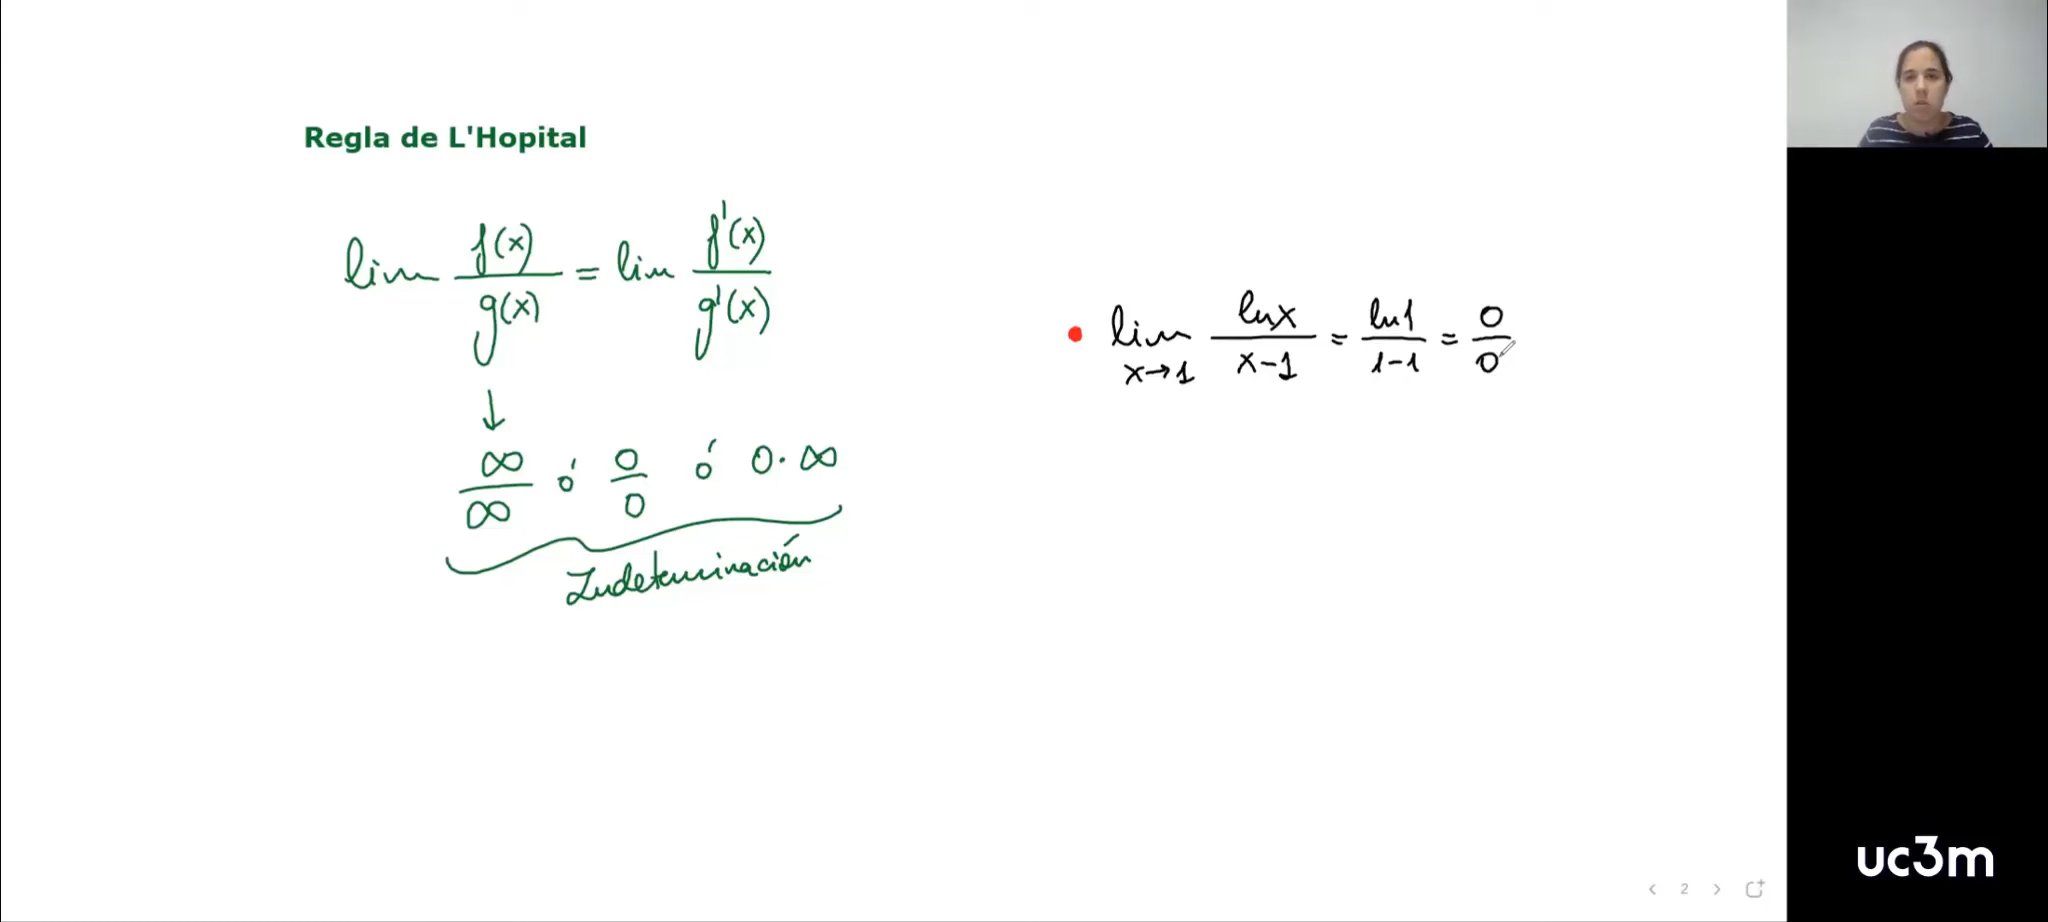 Regla de L'Hopital
lim f(x)/g(x) = lim f'(x)/g'(x)
↓
∞/∞ ó 0/0 ó 0·∞
Indeterminación
• lim x→1 lnx/x-1 = ln1/1-1 = 0/0
uc3m
2